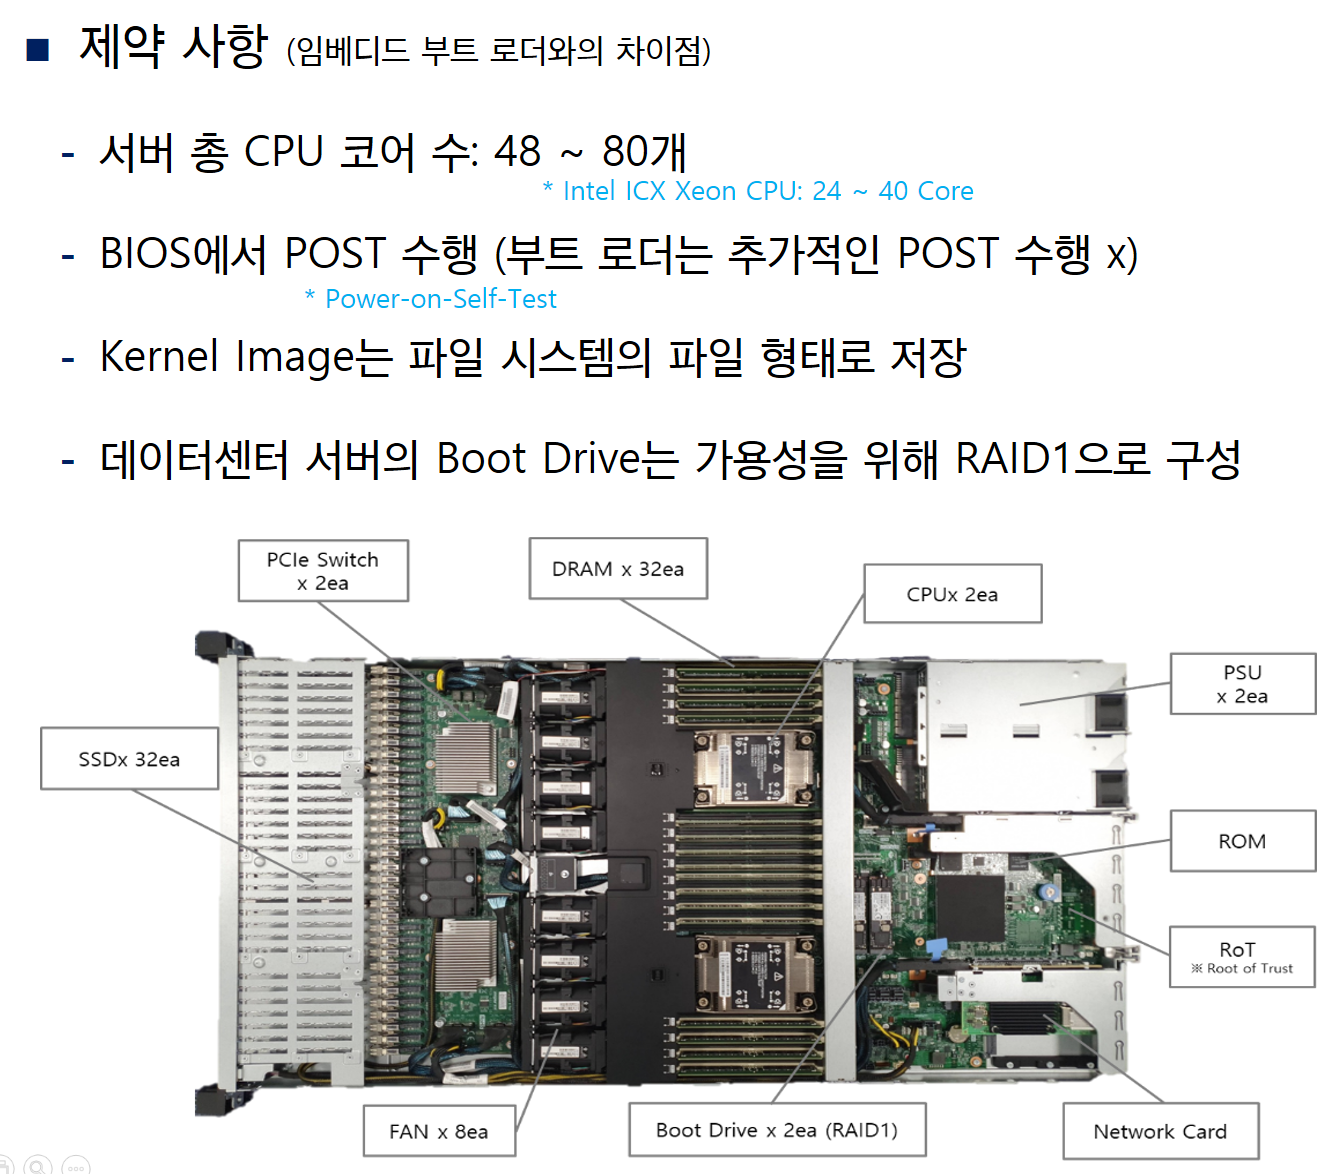 ■ 제약 사항 (임베디드 부트 로더와의 차이점)
- 서버 총 CPU 코어 수: 48 ~ 80개
* Intel ICX Xeon CPU: 24 ~ 40 Core
- BIOS에서 POST 수행 (부트 로더는 추가적인 POST 수행 x)
* Power-on-Self-Test
- Kernel Image는 파일 시스템의 파일 형태로 저장
- 데이터센터 서버의 Boot Drive는 가용성을 위해 RAID1으로 구성
PCIe Switch
x 2ea
DRAM x 32ea
CPUx 2ea
PSU
x 2ea
SSDx 32ea
ROM
RoT
※ Root of Trust
FAN x 8ea
Boot Drive x 2ea (RAID1)
Network Card